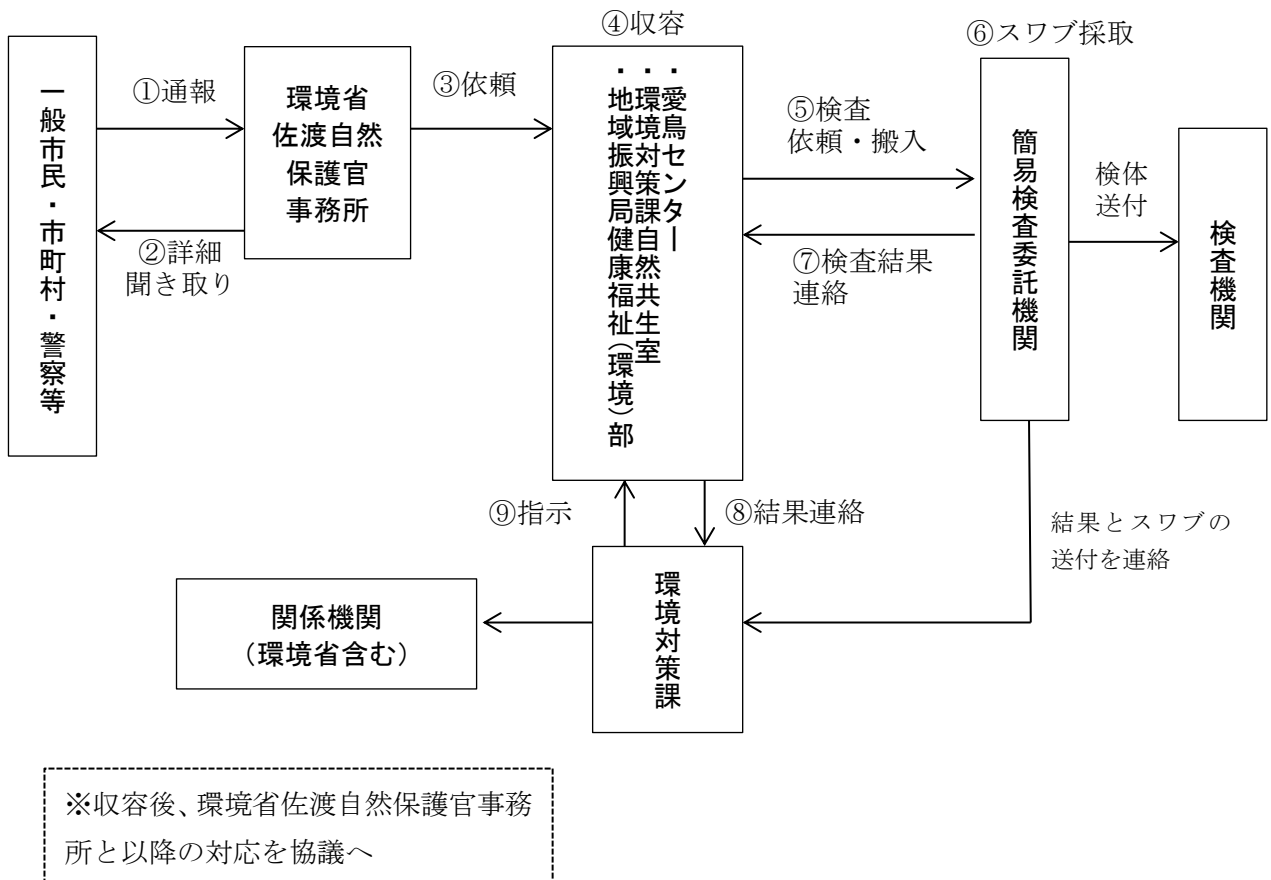 ④収容
⑥スワブ採取
一般市民・市町村・警察等
①通報
②詳細
聞き取り
環境省
佐渡自然
保護官
事務所
③依頼
・愛鳥センター
・環境対策課自然共生室
・地域振興局健康福祉（環境）部
⑤検査
依頼・搬入
⑦検査結果
連絡
簡易検査委託機関
検体
送付
検査機関
⑨指示
⑧結果連絡
結果とスワブの
送付を連絡
関係機関
（環境省含む）
環境対策課
※収容後、環境省佐渡自然保護官事務
所と以降の対応を協議へ